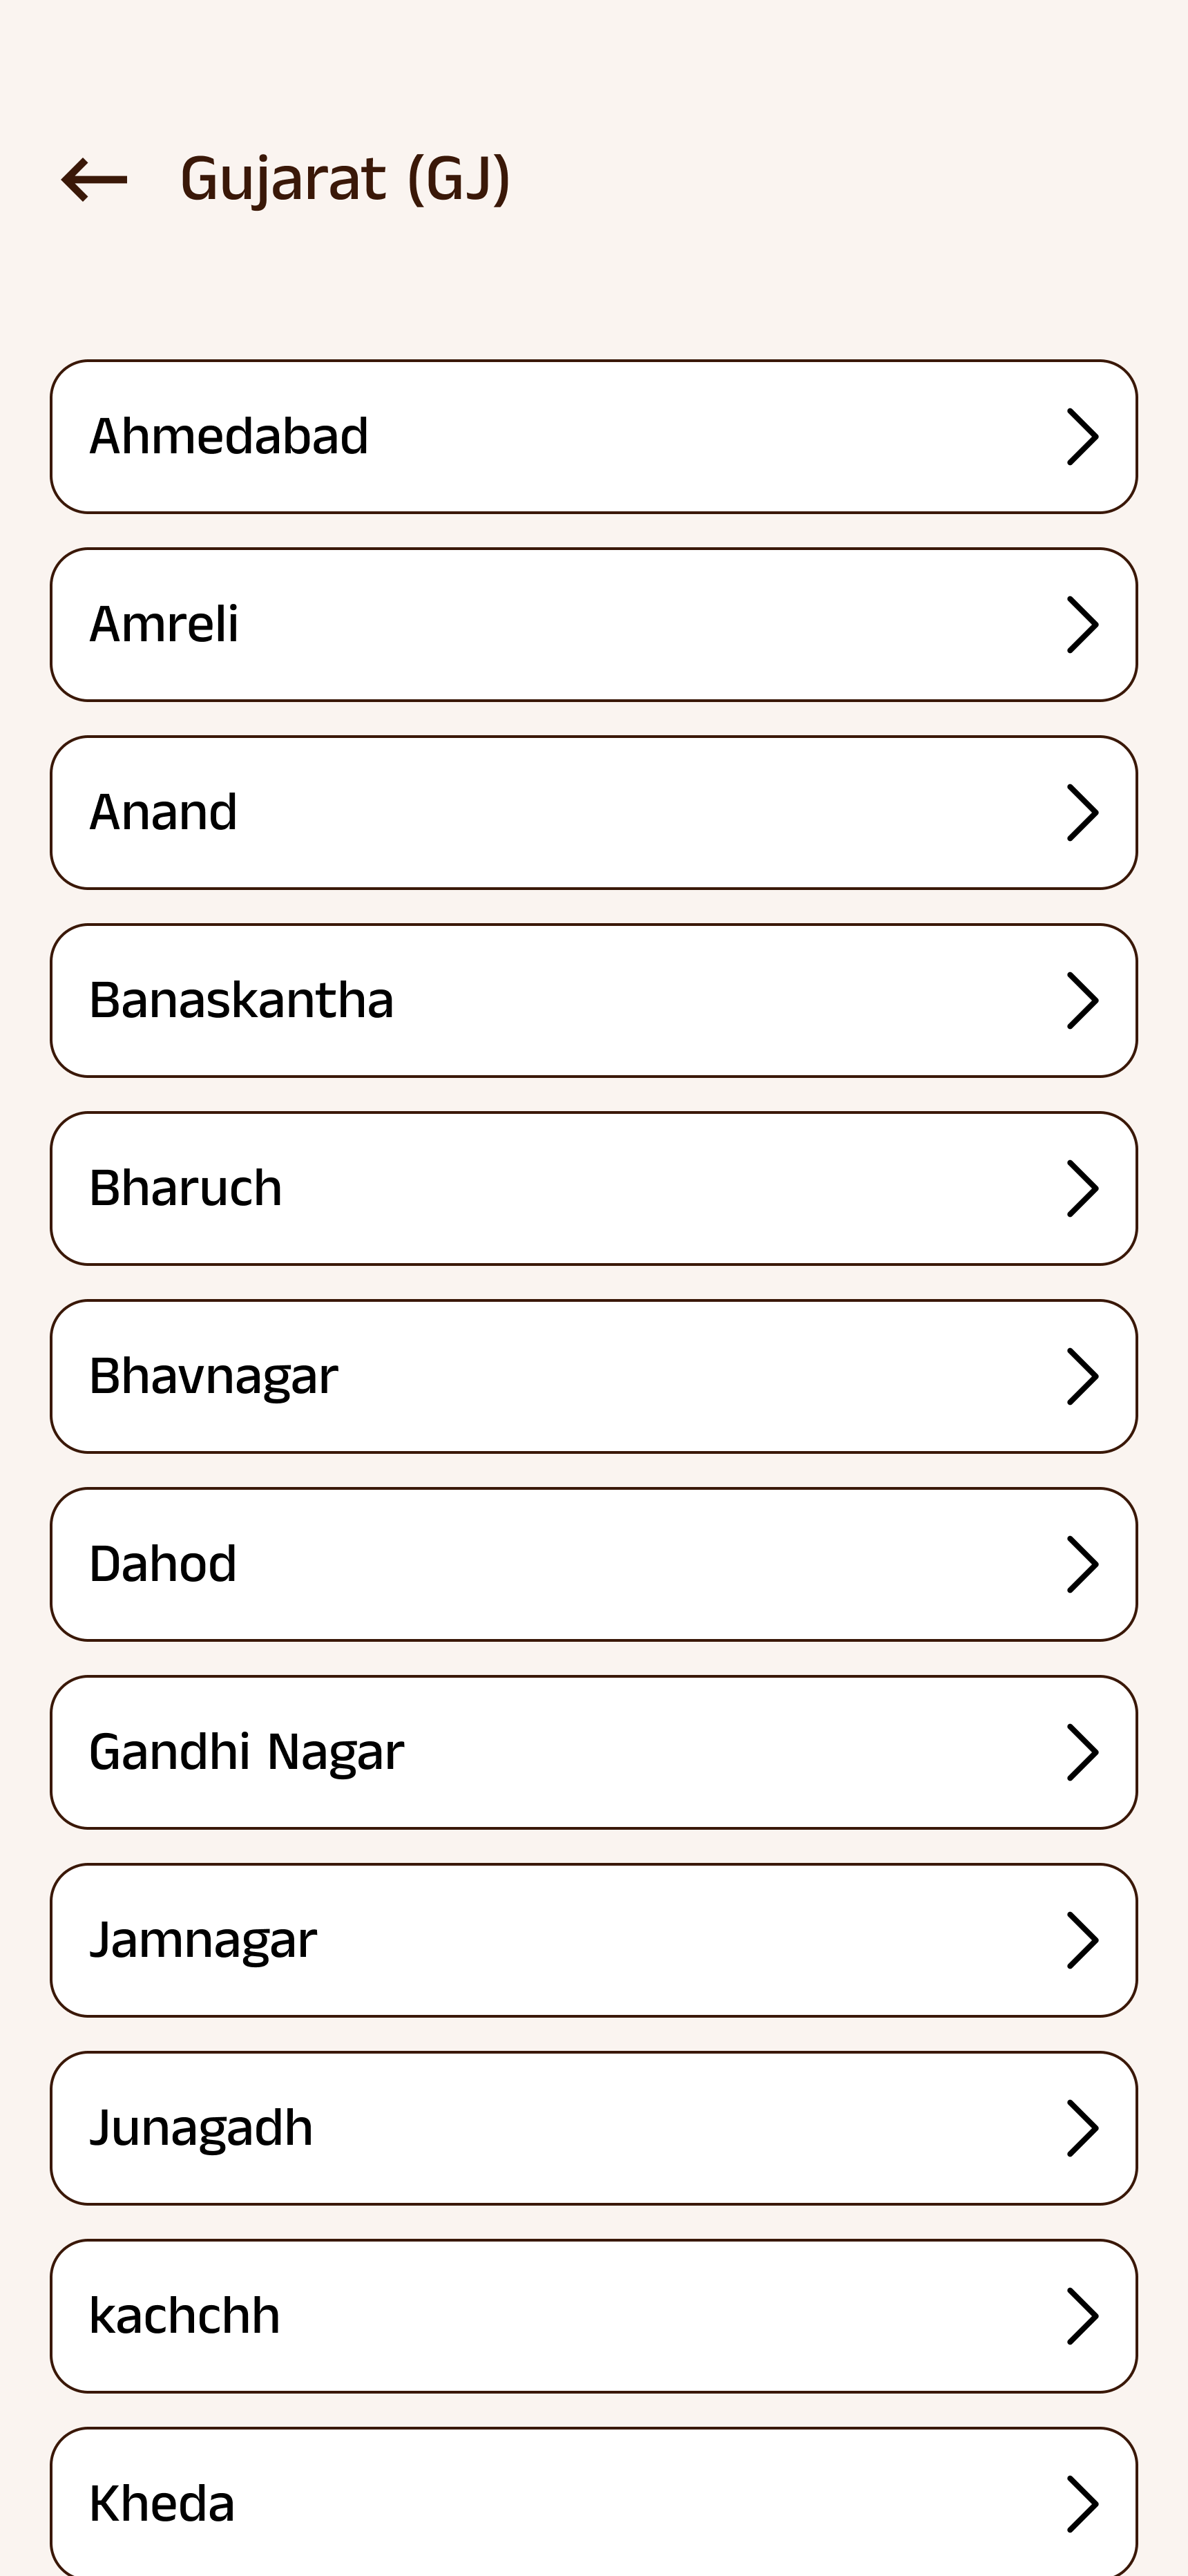 Gujarat (GJ)
Ahmedabad
Amreli
Anand
Banaskantha
Bharuch
Bhavnagar
Dahod
Gandhi Nagar
Jamnagar
Junagadh
kachchh
Kheda